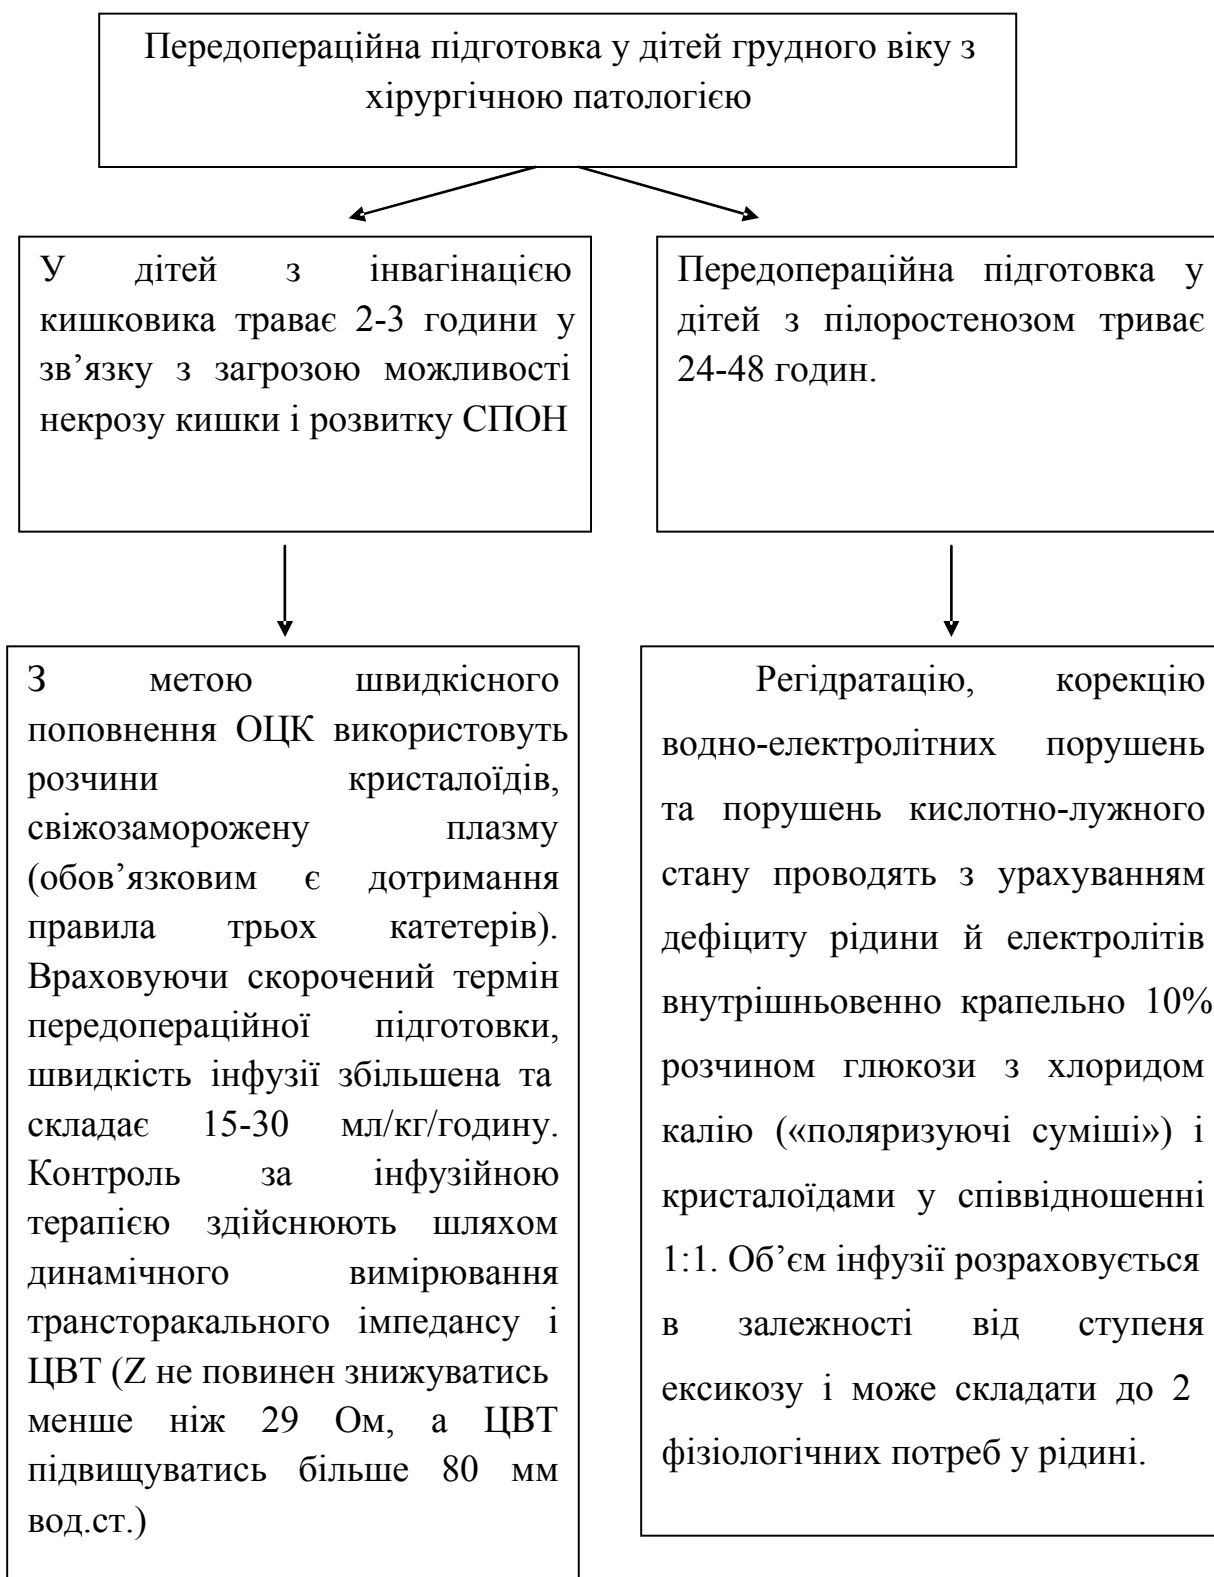 Передопераційна підготовка у дітей грудного віку з
хірургічною патологією
У дітей з інвагінацією
кишковика траває 2-3 години у
зв’язку з загрозою можливості
некрозу кишки і розвитку СПОН
Передопераційна підготовка у
дітей з пілоростенозом триває
24-48 годин.
З метою швидкісного
поповнення ОЦК використовуть
розчини кристалоїдів,
свіжозаморожену плазму
(обов’язковим є дотримання
правила трьох катетерів).
Враховуючи скорочений термін
передопераційної підготовки,
швидкість інфузії збільшена та
складає 15-30 мл/кг/годину.
Контроль за інфузійною
терапією здійснюють шляхом
динамічного вимірювання
трансторакального імпедансу і
ЦВТ (Z не повинен знижуватись
менше ніж 29 Ом, а ЦВТ
підвищуватись більше 80 мм
вод.ст.)
Регідратацію, корекцію
водно-електролітних порушень
та порушень кислотно-лужного
стану проводять з урахуванням
дефіциту рідини й електролітів
внутрішньовенно крапельно 10%
розчином глюкози з хлоридом
калію («поляризуючі суміші») і
кристалоїдами у співвідношенні
1:1. Об’єм інфузії розраховується
в залежності від ступеня
ексикозу і може складати до 2
фізіологічних потреб у рідині.